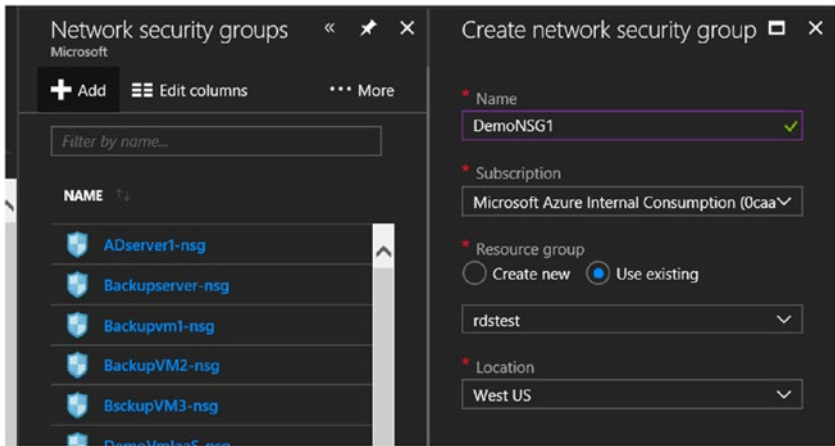 Network security groups
Microsoft
Add
Edit columns
More
Filter by name...
NAME
ADserver1-nsg
Backupserver-nsg
Backupvm1-nsg
BackupVM2-nsg
BsckupVM3-nsg
DemoVmIaaS-nsg
Create network security group
* Name
DemoNSG1
* Subscription
Microsoft Azure Internal Consumption (0caa
* Resource group
Create new
Use existing
rdstest
* Location
West US